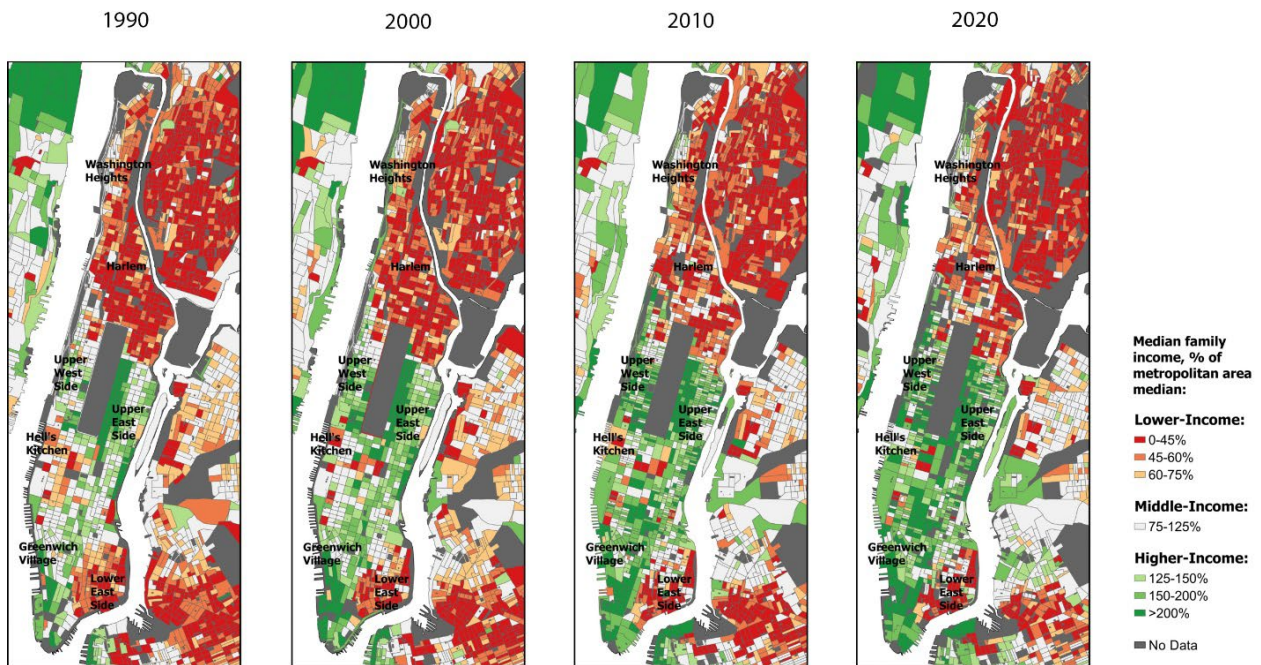 1990
2000
2010
2020
Washington
Heights
Harlem
Upper
West
Side
Upper
East
Side
Hell's
Kitchen
Greenwich
Village
Lower
East
Side
Washington
Heights
Harlem
Upper
West
Side
Upper
East
Side
Hell's
Kitchen
Greenwich
Village
Lower
East
Side
Washington
Heights
Harlem
Upper
West
Side
Upper
East
Side
Hell's
Kitchen
Greenwich
Village
Lower
East
Side
Washington
Heights
Harlem
Upper
West
Side
Upper
East
Side
Hell's
Kitchen
Greenwich
Village
Lower
East
Side
Median family
income, % of
metropolitan area
median:
Lower-Income:
0-45%
45-60%
60-75%
Middle-Income:
75-125%
Higher-Income:
125-150%
150-200%
>200%
No Data